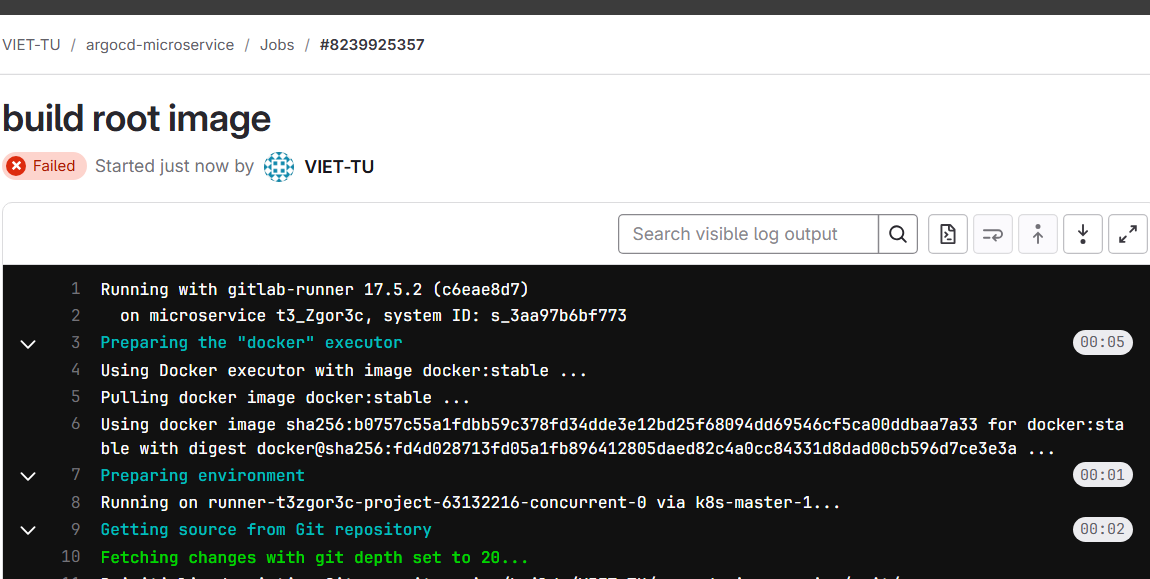 VIET-TU / argocd-microservice / Jobs / #8239925357
build root image
Failed Started just now by VIET-TU
Search visible log output
1 Running with gitlab-runner 17.5.2 (c6eae8d7)
2 on microservice t3_Zgor3c, system ID: s_3aa97b6bf773
3 Preparing the "docker" executor 00:05
4 Using Docker executor with image docker:stable ...
5 Pulling docker image docker:stable ...
6 Using docker image sha256:b0757c55a1fdbb59c378fd34dde3e12bd25f68094dd69546cf5ca00ddbaa7a33 for docker:sta
ble with digest docker@sha256:fd4d028713fd05a1fb896412805daed82c4a0cc84331d8dad00cb596d7ce3e3a ...
7 Preparing environment 00:01
8 Running on runner-t3zgor3c-project-63132216-concurrent-0 via k8s-master-1...
9 Getting source from Git repository 00:02
10 Fetching changes with git depth set to 20...